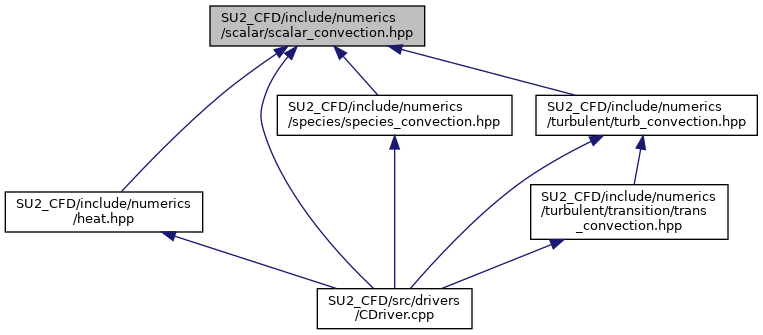 SU2_CFD/include/numerics
/scalar/scalar_convection.hpp
SU2_CFD/include/numerics
/species/species_convection.hpp
SU2_CFD/include/numerics
/turbulent/turb_convection.hpp
SU2_CFD/include/numerics
/heat.hpp
SU2_CFD/include/numerics
/turbulent/transition/trans
_convection.hpp
SU2_CFD/src/drivers
/CDriver.cpp